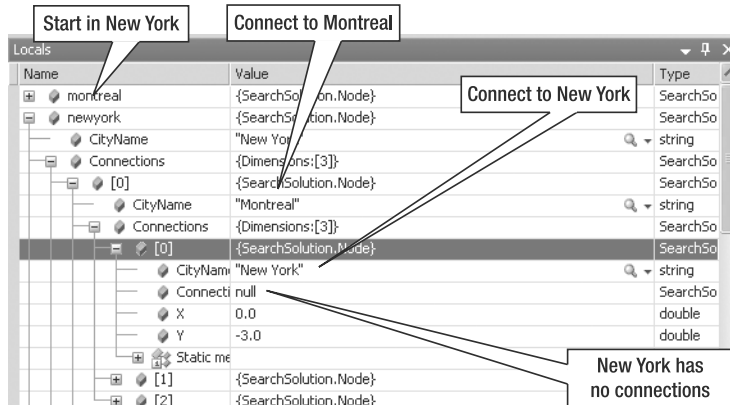 Start in New York
Connect to Montreal
Locals
Name Value Type
montreal {SearchSolution.Node} SearchSo
Connect to New York
newyork {SearchSolution.Node} SearchSo
CityName "New York" string
Connections {Dimensions:[3]} SearchSo
[0] {SearchSolution.Node} SearchSo
CityName "Montreal" string
Connections {Dimensions:[3]} SearchSo
[0] {SearchSolution.Node} SearchSo
CityName "New York" string
Connecti null SearchSo
X 0.0 double
Y -3.0 double
Static me
New York has
no connections
[1] {SearchSolution.Node}
[2] {SearchSolution.Node}